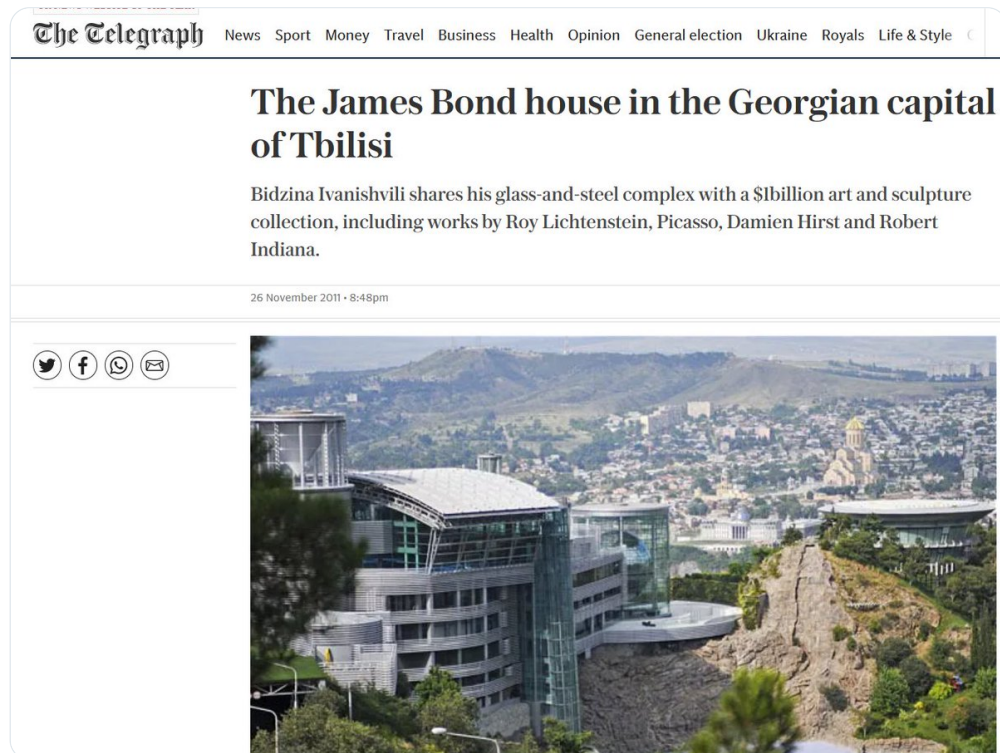 The Telegraph
News Sport Money Travel Business Health Opinion General election Ukraine Royals Life & Style
The James Bond house in the Georgian capital
of Tbilisi
Bidzina Ivanishvili shares his glass-and-steel complex with a $1billion art and sculpture
collection, including works by Roy Lichtenstein, Picasso, Damien Hirst and Robert
Indiana.
26 November 2011 • 8:48pm